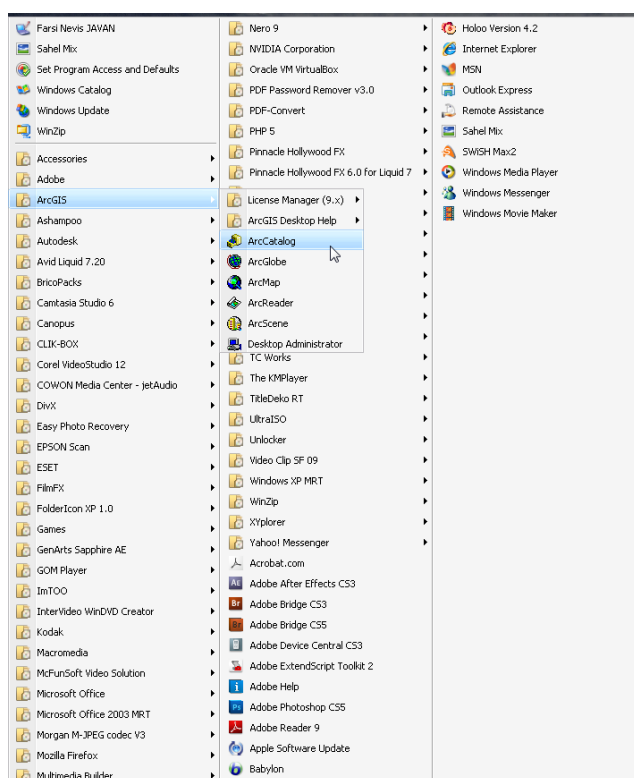 Farsi Nevis JAVAN
Sahel Mix
Set Program Access and Defaults
Windows Catalog
Windows Update
WinZip
Accessories
Adobe
ArcGIS
Ashampoo
Autodesk
Avid Liquid 7.20
BricoPacks
Camtasia Studio 6
Canopus
CLIK-BOX
Corel VideoStudio 12
COWON Media Center - jetAudio
DivX
Easy Photo Recovery
EPSON Scan
ESET
FilmFX
FolderIcon XP 1.0
Games
GenArts Sapphire AE
GOM Player
ImTOO
InterVideo WinDVD Creator
Kodak
Macromedia
McFunSoft Video Solution
Microsoft Office
Microsoft Office 2003 MRT
Morgan M-JPEG codec V3
Mozilla Firefox
Multimedia Builder
Nero 9
NVIDIA Corporation
Oracle VM VirtualBox
PDF Password Remover v3.0
PDF-Convert
PHP 5
Pinnacle Hollywood FX
Pinnacle Hollywood FX 6.0 for Liquid 7
License Manager (9.x)
ArcGIS Desktop Help
ArcCatalog
ArcGlobe
ArcMap
ArcReader
ArcScene
Desktop Administrator
TC Works
The KMPlayer
TitleDeko RT
UltraISO
Unlocker
Video Clip SF 09
Windows XP MRT
WinZip
XYplorer
Yahoo! Messenger
Acrobat.com
Adobe After Effects CS3
Adobe Bridge CS3
Adobe Bridge CS5
Adobe Device Central CS3
Adobe ExtendScript Toolkit 2
Adobe Help
Adobe Photoshop CS5
Adobe Reader 9
Apple Software Update
Babylon
Holoo Version 4.2
Internet Explorer
MSN
Outlook Express
Remote Assistance
Sahel Mix
SWiSH Max2
Windows Media Player
Windows Messenger
Windows Movie Maker